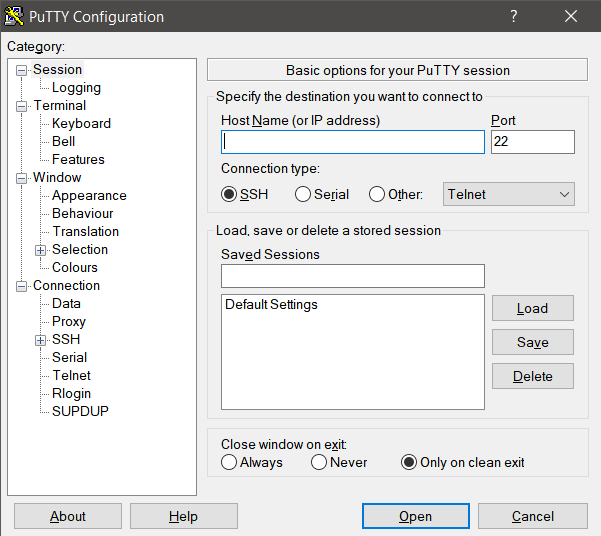 PuTTY Configuration
?
Category:
Session
Logging
Terminal
Keyboard
Bell
Features
Window
Appearance
Behaviour
Translation
Selection
Colours
Connection
Data
Proxy
SSH
Serial
Telnet
Rlogin
SUPDUP
Basic options for your PuTTY session
Specify the destination you want to connect to
Host Name (or IP address) Port
22
Connection type:
SSH Serial Other: Telnet
Load, save or delete a stored session
Saved Sessions
Default Settings
Load
Save
Delete
Close window on exit:
Always Never Only on clean exit
About Help Open Cancel